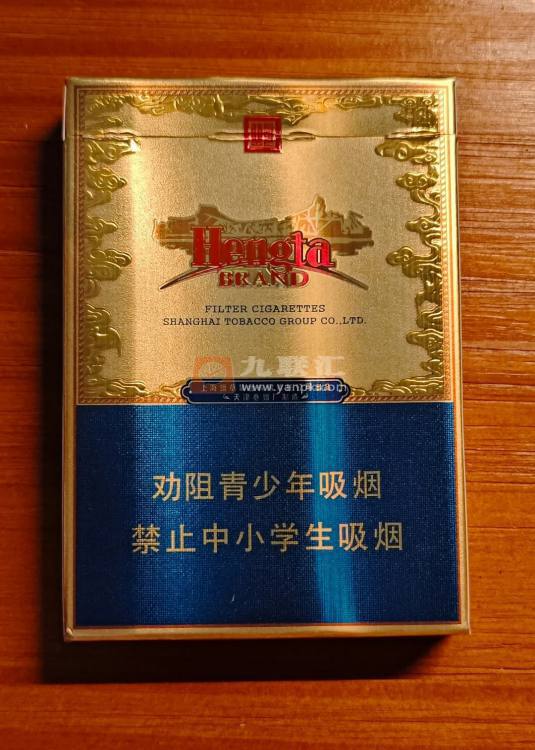 Hengta
BRAND
FILTER CIGARETTES
SHANGHAI TOBACCO GROUP CO.,LTD.
九联汇
www.yanpk.com
劝阻青少年吸烟
禁止中小学生吸烟